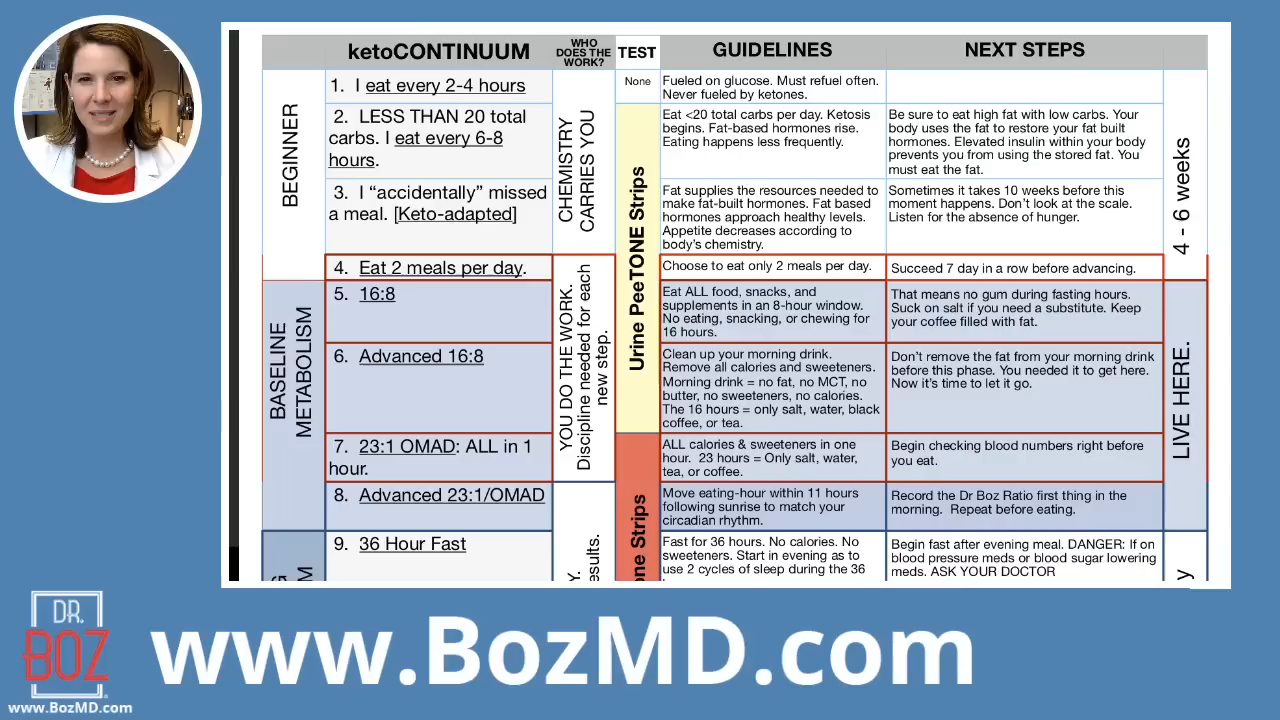 ketoCONTINUUM
WHO
DOES THE
WORK?
TEST
GUIDELINES
NEXT STEPS
BEGINNER
1. I eat every 2-4 hours
CHEMISTRY
CARRIES YOU
None
Fueled on glucose. Must refuel often.
Never fueled by ketones.
4 - 6 weeks
2. LESS THAN 20 total
carbs. I eat every 6-8
hours.
Urine PeeTONE Strips
Eat <20 total carbs per day. Ketosis
begins. Fat-based hormones rise.
Eating happens less frequently.
Be sure to eat high fat with low carbs. Your
body uses the fat to restore your fat built
hormones. Elevated insulin within your body
prevents you from using the stored fat. You
must eat the fat.
3. I “accidentally” missed
a meal. [Keto-adapted]
Fat supplies the resources needed to
make fat-built hormones. Fat based
hormones approach healthy levels.
Appetite decreases according to
body’s chemistry.
Sometimes it takes 10 weeks before this
moment happens. Don’t look at the scale.
Listen for the absence of hunger.
4. Eat 2 meals per day.
YOU DO THE WORK.
Discipline needed for each
new step.
Choose to eat only 2 meals per day.
Succeed 7 day in a row before advancing.
BASELINE
METABOLISM
5. 16:8
Eat ALL food, snacks, and
supplements in an 8-hour window.
No eating, snacking, or chewing for
16 hours.
That means no gum during fasting hours.
Suck on salt if you need a substitute. Keep
your coffee filled with fat.
LIVE HERE.
6. Advanced 16:8
Clean up your morning drink.
Remove all calories and sweeteners.
Morning drink = no fat, no MCT, no
butter, no sweeteners, no calories.
The 16 hours = only salt, water, black
coffee, or tea.
Don’t remove the fat from your morning drink
before this phase. You needed it to get here.
Now it’s time to let it go.
7. 23:1 OMAD: ALL in 1
hour.
ALL calories & sweeteners in one
hour. 23 hours = Only salt, water,
tea, or coffee.
Begin checking blood numbers right before
you eat.
8. Advanced 23:1/OMAD
Move eating-hour within 11 hours
following sunrise to match your
circadian rhythm.
Record the Dr Boz Ratio first thing in the
morning. Repeat before eating.
9. 36 Hour Fast
esults.
ne Strips
Fast for 36 hours. No calories. No
sweeteners. Start in evening as to
use 2 cycles of sleep during the 36
Begin fast after evening meal. DANGER: If on
blood pressure meds or blood sugar lowering
meds. ASK YOUR DOCTOR
DR.
BOZ
www.BozMD.com
www.BozMD.com